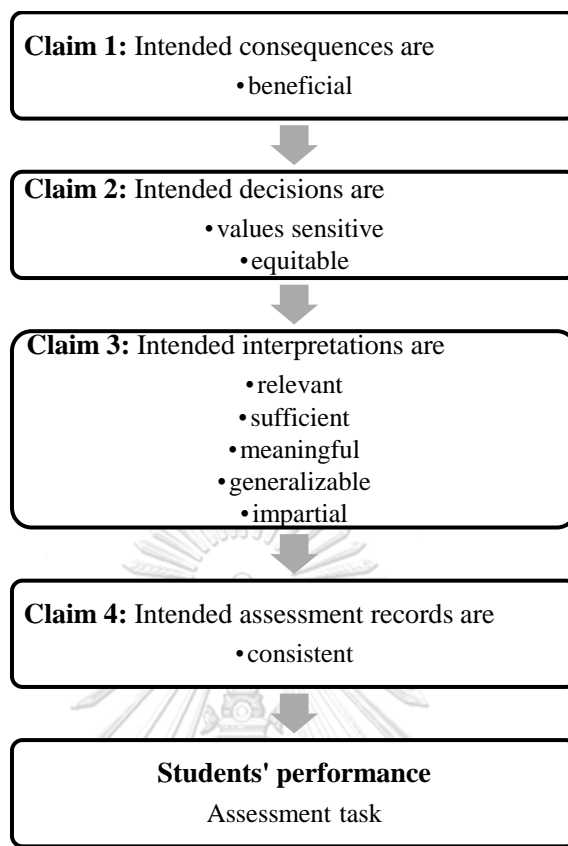 Claim 1: Intended consequences are
•beneficial
Claim 2: Intended decisions are
•values sensitive
•equitable
Claim 3: Intended interpretations are
•relevant
•sufficient
•meaningful
•generalizable
•impartial
Claim 4: Intended assessment records are
•consistent
Students' performance
Assessment task